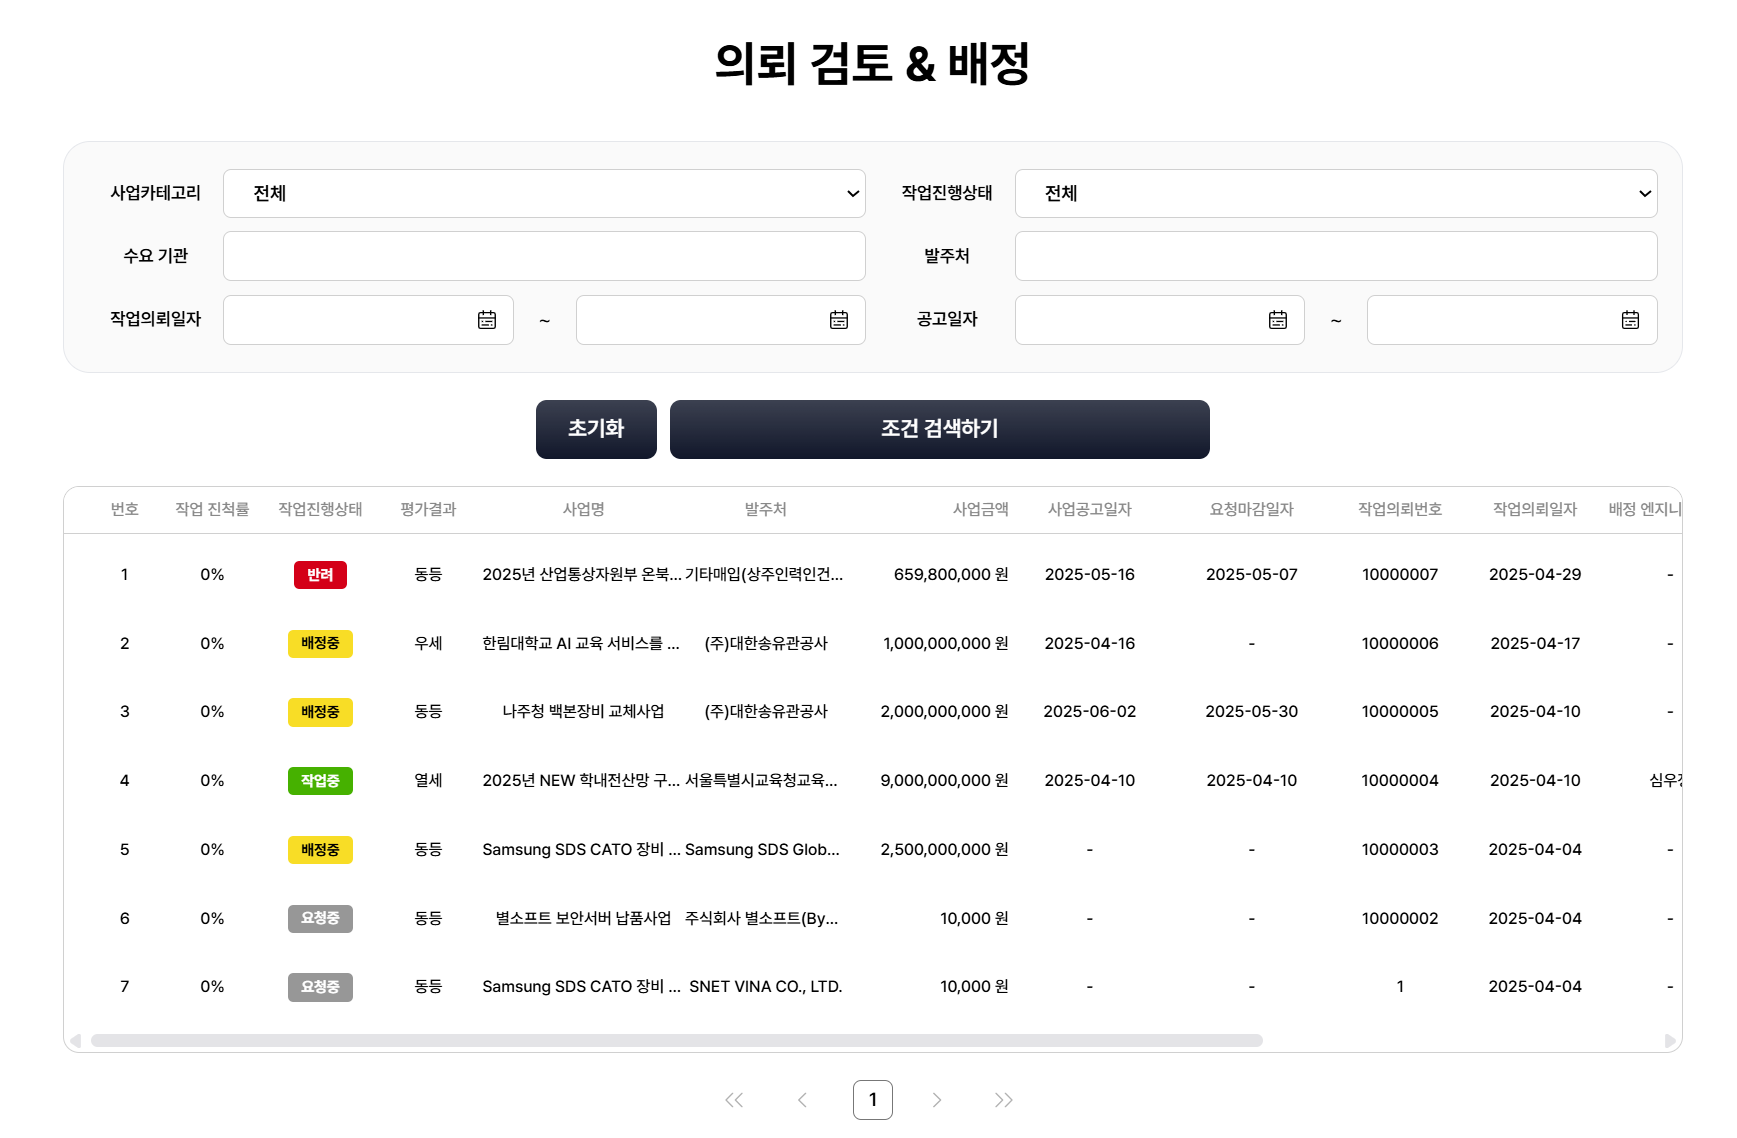 의뢰 검토 & 배정
사업카테고리 전체 작업진행상태 전체
수요 기관 발주처
작업의뢰일자 ~ 공고일자 ~
초기화 조건 검색하기
번호 작업 진척률 작업진행상태 평가결과 사업명 발주처 사업금액 사업공고일자 요청마감일자 작업의뢰번호 작업의뢰일자 배정 엔지니
1 0% 반려 동등 2025년 산업통상자원부 온북... 기타매입(상주인력인건... 659,800,000 원 2025-05-16 2025-05-07 10000007 2025-04-29 -
2 0% 배정중 우세 한림대학교 AI 교육 서비스를 ... (주)대한송유관공사 1,000,000,000 원 2025-04-16 - 10000006 2025-04-17 -
3 0% 배정중 동등 나주청 백본장비 교체사업 (주)대한송유관공사 2,000,000,000 원 2025-06-02 2025-05-30 10000005 2025-04-10 -
4 0% 작업중 열세 2025년 NEW 학내전산망 구... 서울특별시교육청교육... 9,000,000,000 원 2025-04-10 2025-04-10 10000004 2025-04-10 심우
5 0% 배정중 동등 Samsung SDS CATO 장비 ... Samsung SDS Glob... 2,500,000,000 원 - - 10000003 2025-04-04 -
6 0% 요청중 동등 별소프트 보안서버 납품사업 주식회사 별소프트(By... 10,000 원 - - 10000002 2025-04-04 -
7 0% 요청중 동등 Samsung SDS CATO 장비 ... SNET VINA CO., LTD. 10,000 원 - - 1 2025-04-04 -
1